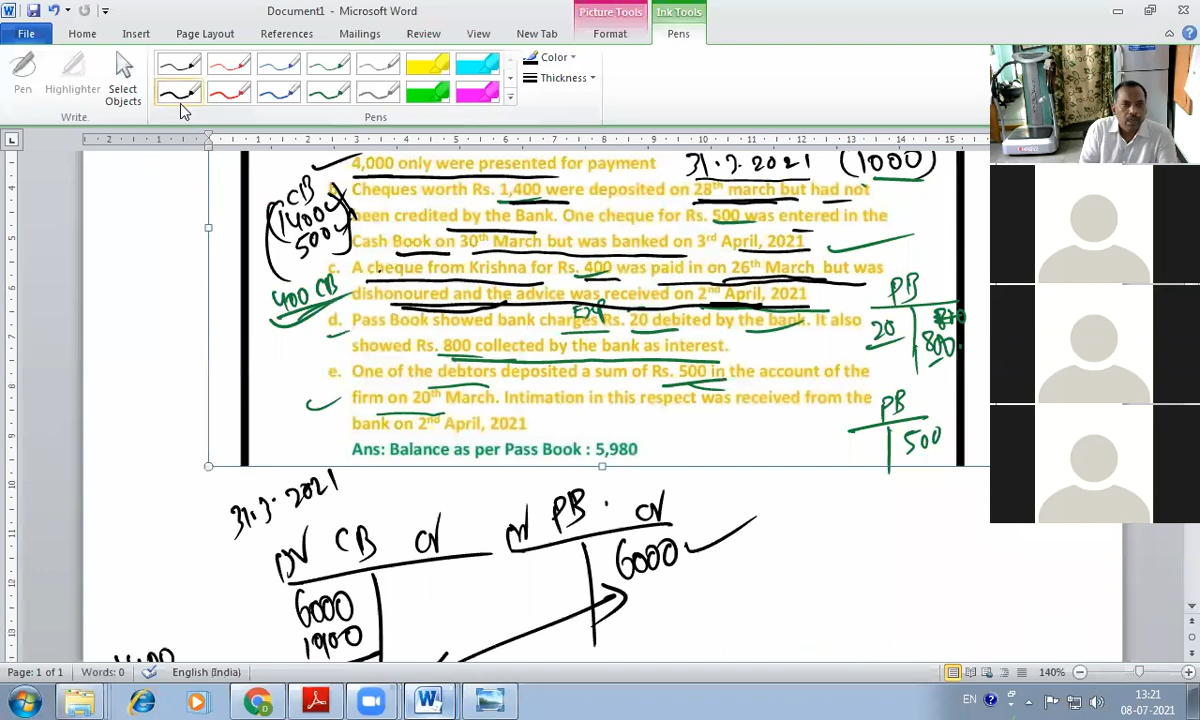 Document1 - Microsoft Word
Picture Tools
Ink Tools
File
Home
Insert
Page Layout
References
Mailings
Review
View
New Tab
Format
Pens
Pen
Highlighter
Select
Objects
Write
Color
Thickness
Pens
4,000 only were presented for payment
31.3.2021
(1000)
Cheques worth Rs. 1,400 were deposited on 28th march but had not
been credited by the Bank. One cheque for Rs. 500 was entered in the
Cash Book on 30th March but was banked on 3rd April, 2021
CB
1400
500
c. A cheque from Krishna for Rs. 400 was paid in on 26th March but was
dishonoured and the advice was received on 2nd April, 2021
400 CB
d. Pass Book showed bank charges Rs. 20 debited by the bank. It also
showed Rs. 800 collected by the bank as interest.
PB
20
800
e. One of the debtors deposited a sum of Rs. 500 in the account of the
firm on 20th March. Intimation in this respect was received from the
bank on 2nd April, 2021
PB
500
Ans: Balance as per Pass Book : 5,980
31.3.2021
Dr CB Cr
Dr PB. Cr
6000
6000
1900
Page: 1 of 1
Words: 0
English (India)
140%
EN
13:21
08-07-2021